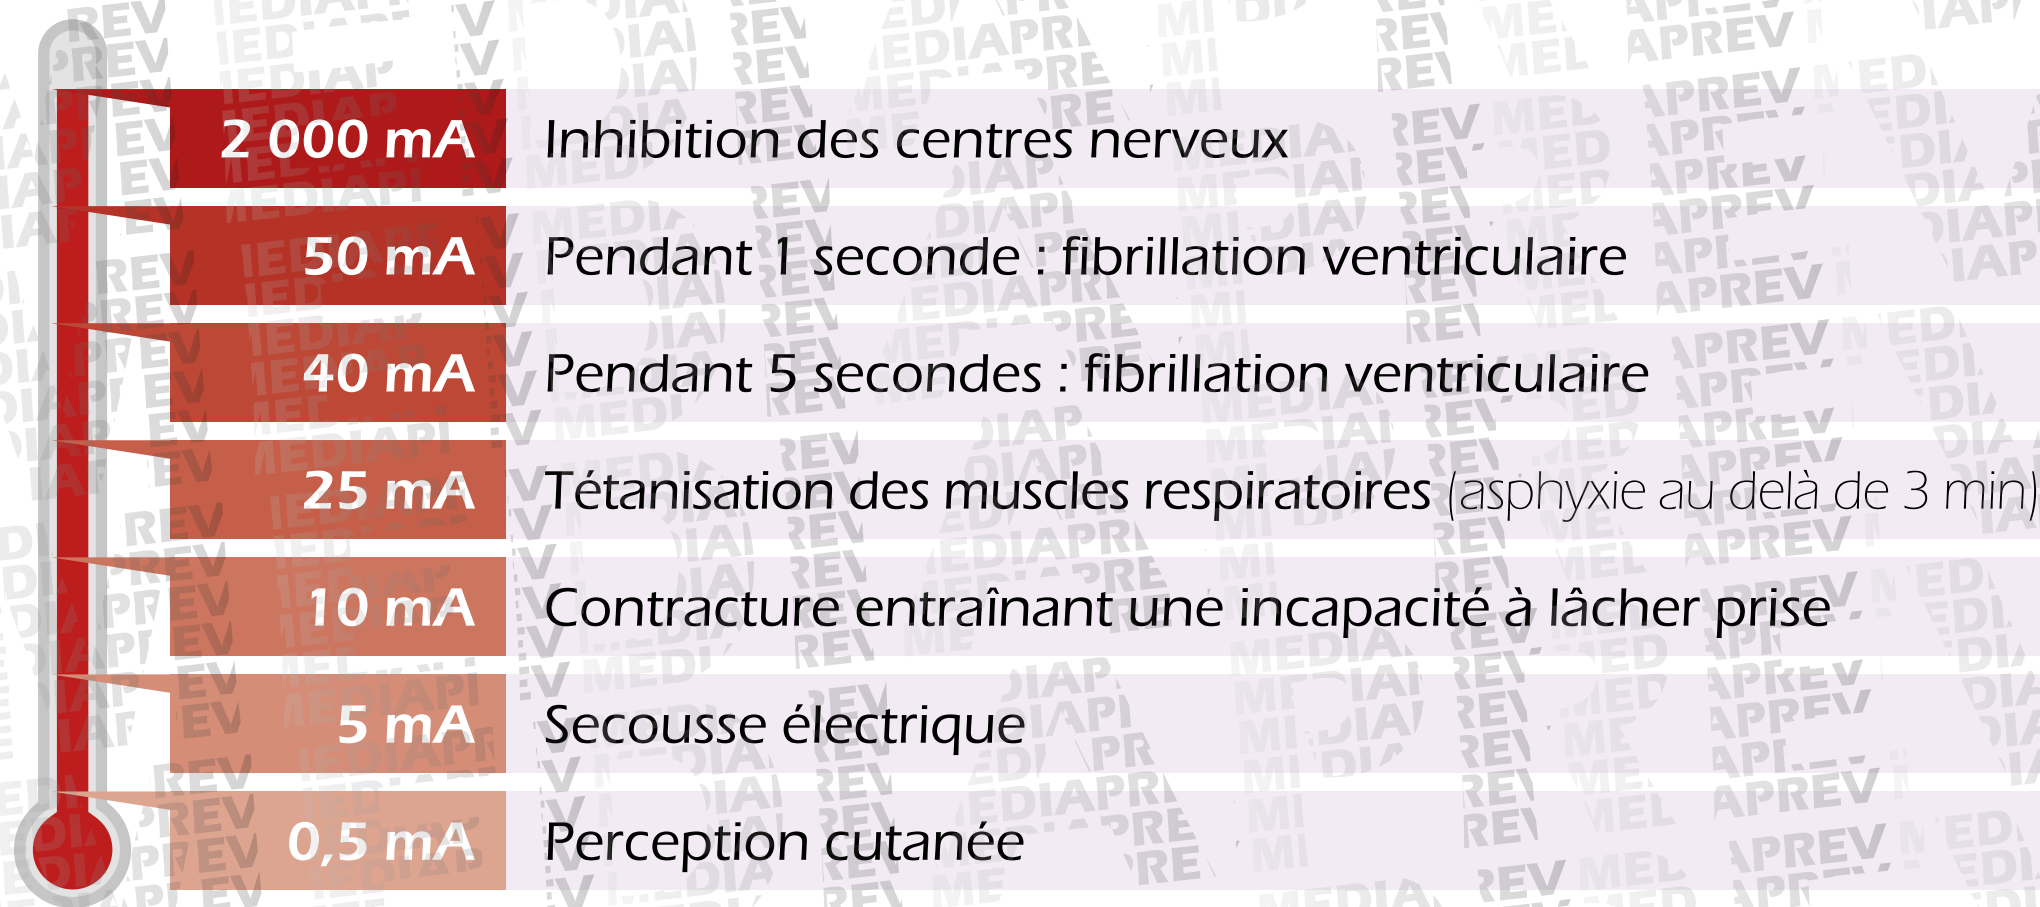 2 000 mA Inhibition des centres nerveux
50 mA Pendant 1 seconde : fibrillation ventriculaire
40 mA Pendant 5 secondes : fibrillation ventriculaire
25 mA Tétanisation des muscles respiratoires (asphyxie au delà de 3 min)
10 mA Contracture entraînant une incapacité à lâcher prise
5 mA Secousse électrique
0,5 mA Perception cutanée